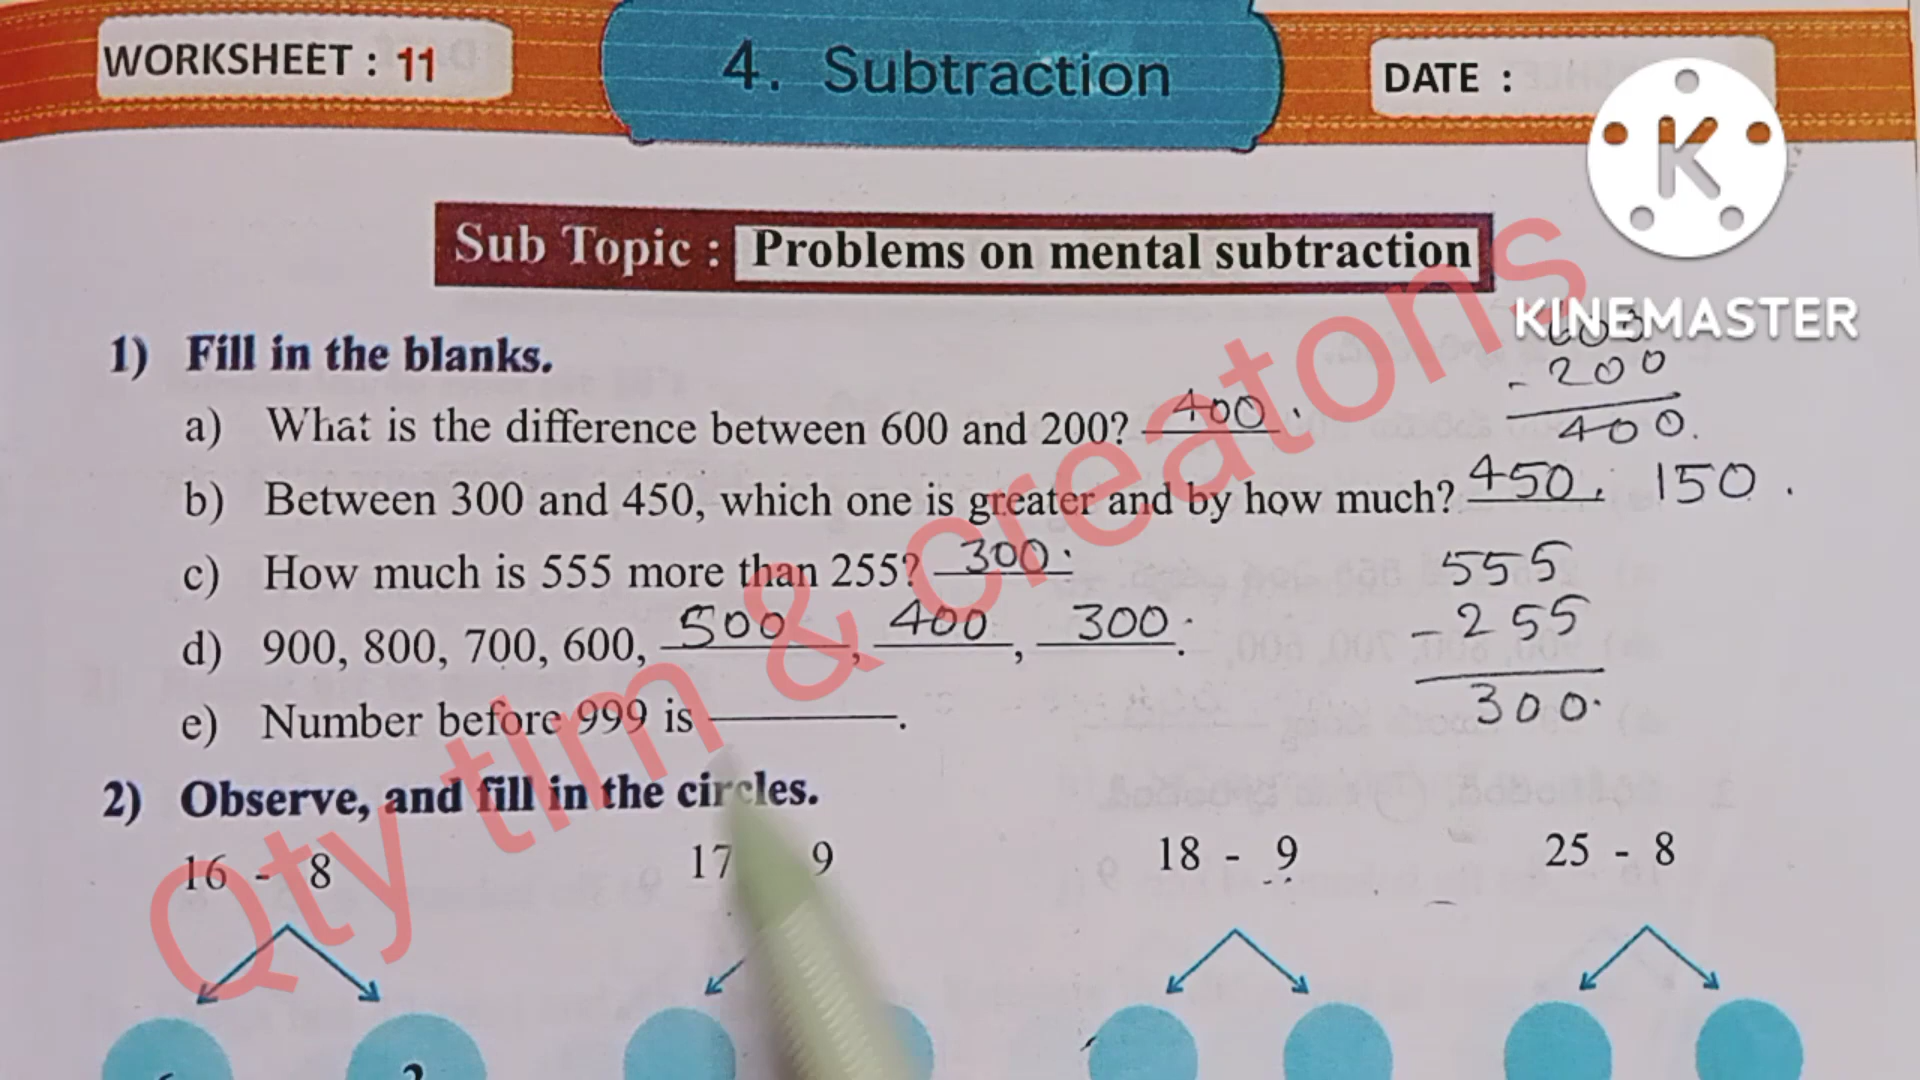 WORKSHEET : 11
4. Subtraction
DATE :
KINEMASTER
Sub Topic : Problems on mental subtraction
1) Fill in the blanks.
600
- 200
400.
a) What is the difference between 600 and 200? 400.
b) Between 300 and 450, which one is greater and by how much? 450, 150.
c) How much is 555 more than 255? 300.
555
- 255
300.
d) 900, 800, 700, 600, 500, 400, 300.
e) Number before 999 is ________.
2) Observe, and fill in the circles.
16 - 8 17 9 18 - 9 25 - 8
Qty tlm & creatons